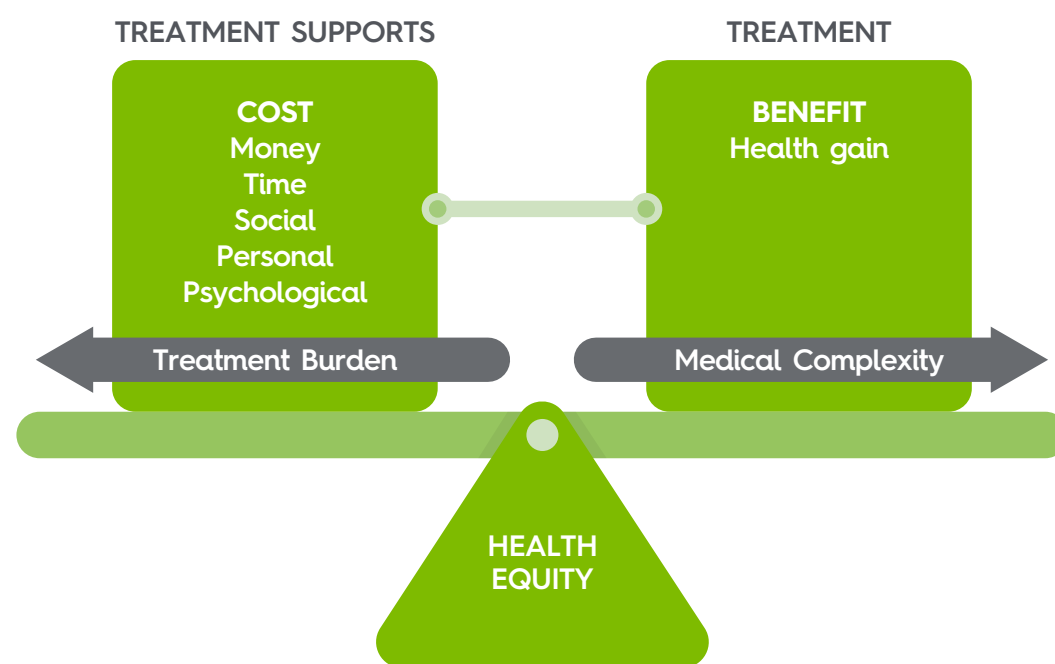 TREATMENT SUPPORTS
COST
Money
Time
Social
Personal
Psychological
Treatment Burden
TREATMENT
BENEFIT
Health gain
Medical Complexity
HEALTH
EQUITY